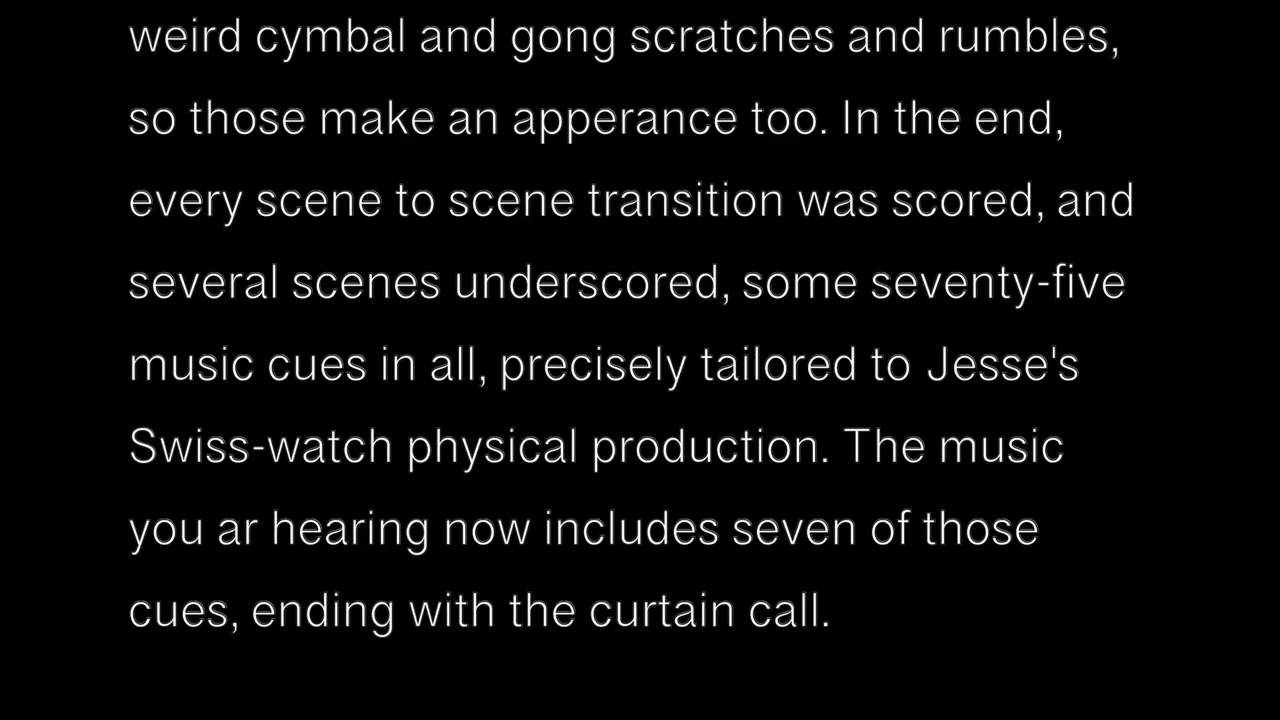 weird cymbal and gong scratches and rumbles,
so those make an apperance too. In the end,
every scene to scene transition was scored, and
several scenes underscored, some seventy-five
music cues in all, precisely tailored to Jesse's
Swiss-watch physical production. The music
you ar hearing now includes seven of those
cues, ending with the curtain call.